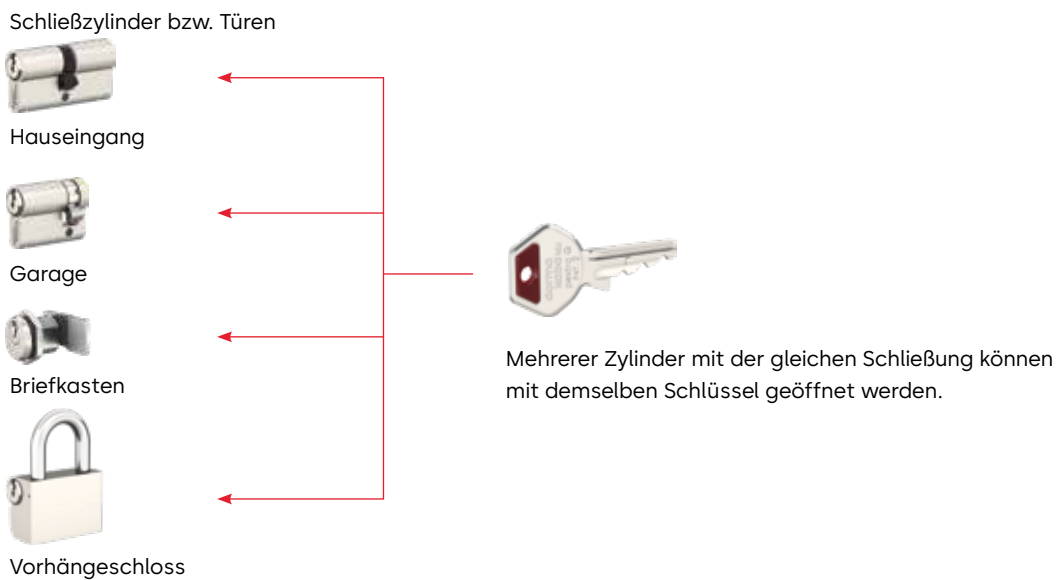 Schließzylinder bzw. Türen
Hauseingang
Garage
Briefkasten
Vorhängeschloss
Mehrerer Zylinder mit der gleichen Schließung können
mit demselben Schlüssel geöffnet werden.